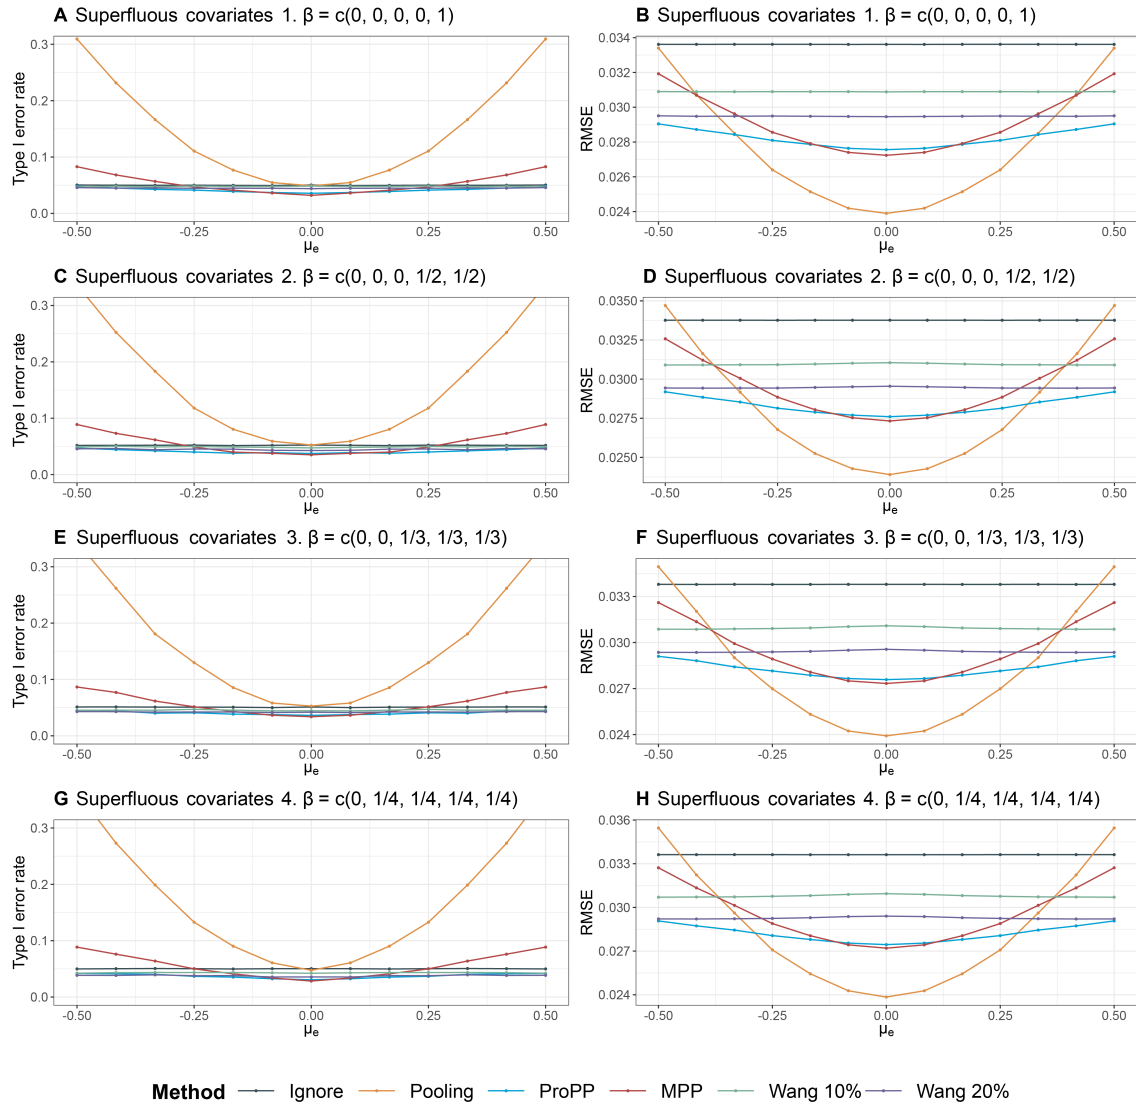 A Superfluous covariates 1. β = c(0, 0, 0, 0, 1)
Type I error rate
0.3
0.2
0.1
0.0
-0.50 -0.25 0.00 0.25 0.50
μe
B Superfluous covariates 1. β = c(0, 0, 0, 0, 1)
RMSE
0.034
0.032
0.030
0.028
0.026
0.024
-0.50 -0.25 0.00 0.25 0.50
μe
C Superfluous covariates 2. β = c(0, 0, 0, 1/2, 1/2)
Type I error rate
0.3
0.2
0.1
0.0
-0.50 -0.25 0.00 0.25 0.50
μe
D Superfluous covariates 2. β = c(0, 0, 0, 1/2, 1/2)
RMSE
0.0350
0.0325
0.0300
0.0275
0.0250
-0.50 -0.25 0.00 0.25 0.50
μe
E Superfluous covariates 3. β = c(0, 0, 1/3, 1/3, 1/3)
Type I error rate
0.3
0.2
0.1
0.0
-0.50 -0.25 0.00 0.25 0.50
μe
F Superfluous covariates 3. β = c(0, 0, 1/3, 1/3, 1/3)
RMSE
0.033
0.030
0.027
0.024
-0.50 -0.25 0.00 0.25 0.50
μe
G Superfluous covariates 4. β = c(0, 1/4, 1/4, 1/4, 1/4)
Type I error rate
0.3
0.2
0.1
0.0
-0.50 -0.25 0.00 0.25 0.50
μe
H Superfluous covariates 4. β = c(0, 1/4, 1/4, 1/4, 1/4)
RMSE
0.036
0.033
0.030
0.027
0.024
-0.50 -0.25 0.00 0.25 0.50
μe
Method Ignore Pooling ProPP MPP Wang 10% Wang 20%